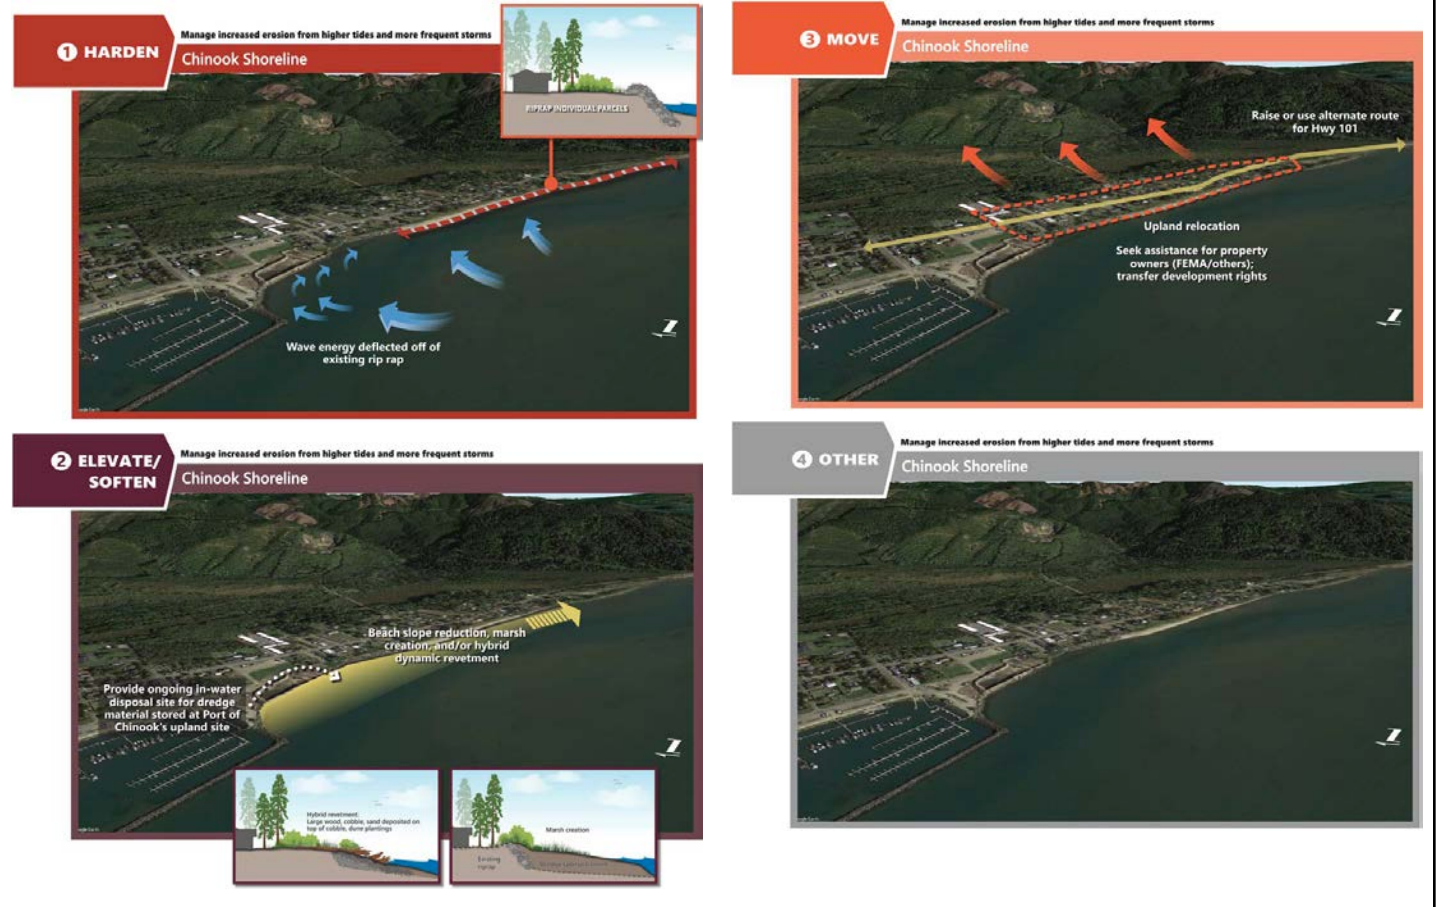 1 HARDEN
Manage increased erosion from higher tides and more frequent storms
Chinook Shoreline
RIPRAP INDIVIDUAL PARCELS
Wave energy deflected off of
existing rip rap
3 MOVE
Manage increased erosion from higher tides and more frequent storms
Chinook Shoreline
Raise or use alternate route
for Hwy 101
Upland relocation
Seek assistance for property
owners (FEMA/others);
transfer development rights
2 ELEVATE/
SOFTEN
Manage increased erosion from higher tides and more frequent storms
Chinook Shoreline
Beach slope reduction, marsh
creation, and/or hybrid
dynamic revetment
Provide ongoing in-water
disposal site for dredge
material stored at Port of
Chinook's upland site
Hybrid revetment:
Large wood, cobble, sand deposited on
top of cobble, dune plantings
Marsh creation
Existing
riprap
4 OTHER
Manage increased erosion from higher tides and more frequent storms
Chinook Shoreline